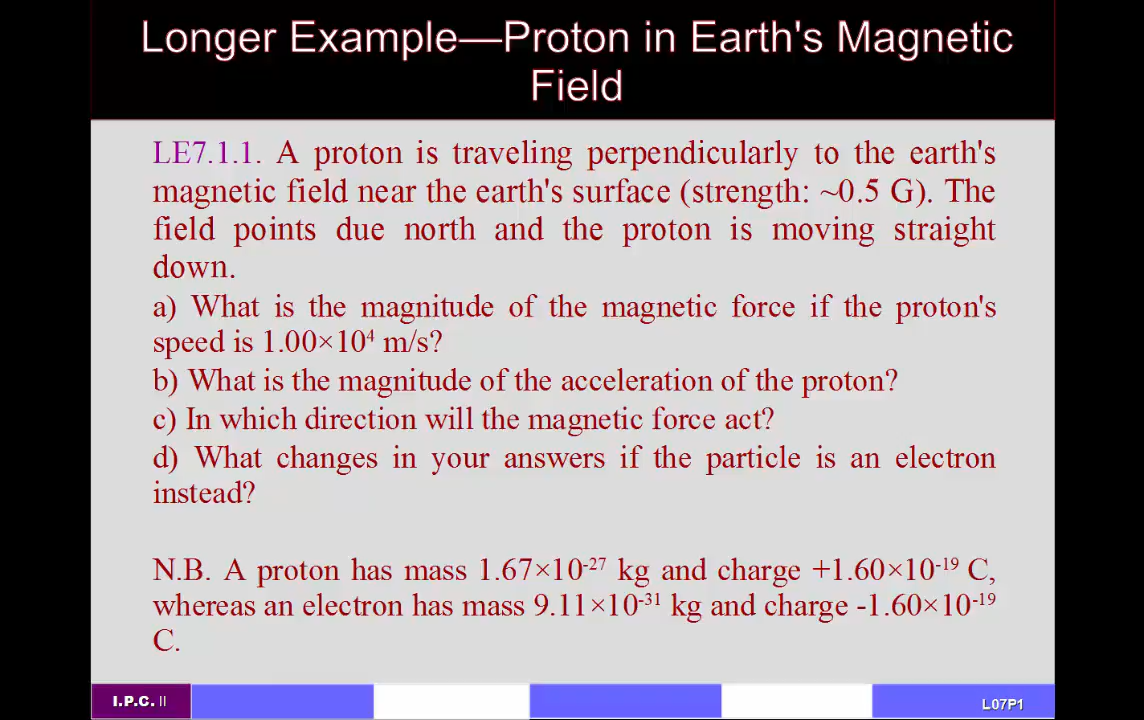 Longer Example—Proton in Earth's Magnetic
Field
LE7.1.1. A proton is traveling perpendicularly to the earth's
magnetic field near the earth's surface (strength: ~0.5 G). The
field points due north and the proton is moving straight
down.
a) What is the magnitude of the magnetic force if the proton's
speed is 1.00×10⁴ m/s?
b) What is the magnitude of the acceleration of the proton?
c) In which direction will the magnetic force act?
d) What changes in your answers if the particle is an electron
instead?
N.B. A proton has mass 1.67×10⁻²⁷ kg and charge +1.60×10⁻¹⁹ C,
whereas an electron has mass 9.11×10⁻³¹ kg and charge -1.60×10⁻¹⁹
C.
I.P.C. II
L07P1